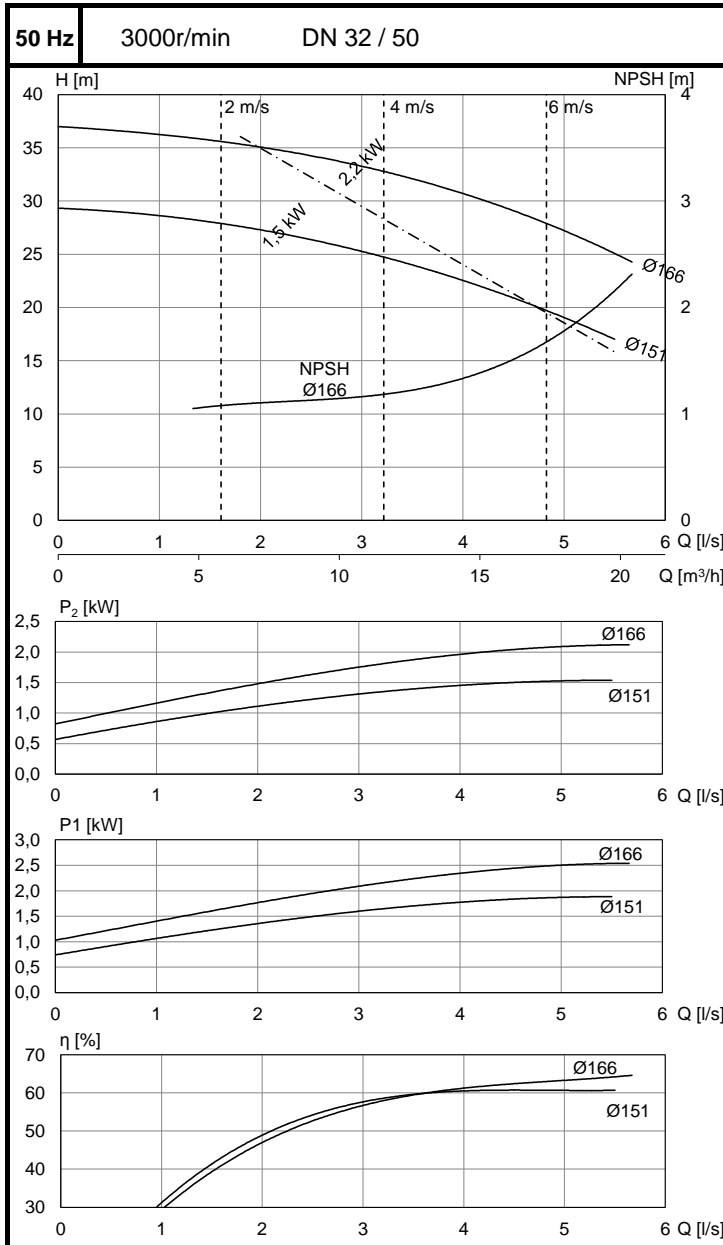 50 Hz 3000r/min DN 32 / 50
H [m] NPSH [m]
40 2 m/s 4 m/s 6 m/s 4
35
2,2 kW
30 3
1,5 kW
25
Ø166
20 2
Ø151
15
NPSH
Ø166
10 1
5
0 0
0 1 2 3 4 5 6 Q [l/s]
0 5 10 15 20 Q [m³/h]
P₂ [kW]
2,5
Ø166
2,0
1,5
Ø151
1,0
0,5
0,0
0 1 2 3 4 5 6 Q [l/s]
P1 [kW]
3,0
Ø166
2,5
2,0
Ø151
1,5
1,0
0,5
0,0
0 1 2 3 4 5 6 Q [l/s]
η [%]
70
Ø166
60
Ø151
50
40
30
0 1 2 3 4 5 6 Q [l/s]